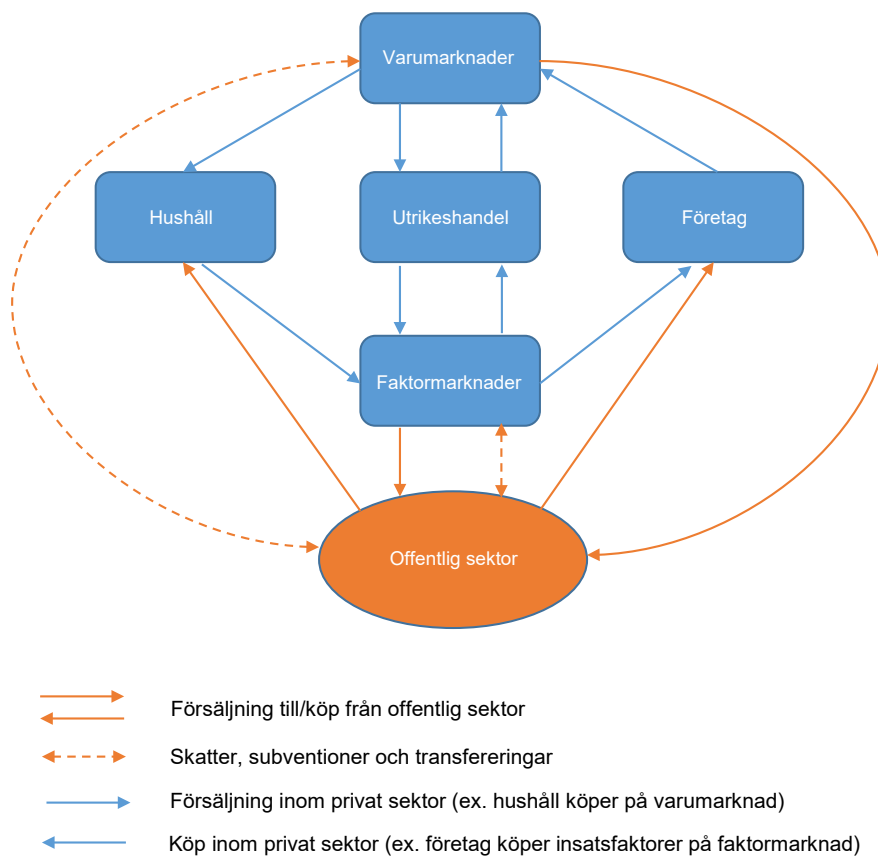 Varumarknader
Hushåll
Utrikeshandel
Företag
Faktormarknader
Offentlig sektor
Försäljning till/köp från offentlig sektor
Skatter, subventioner och transfereringar
Försäljning inom privat sektor (ex. hushåll köper på varumarknad)
Köp inom privat sektor (ex. företag köper insatsfaktorer på faktormarknad)